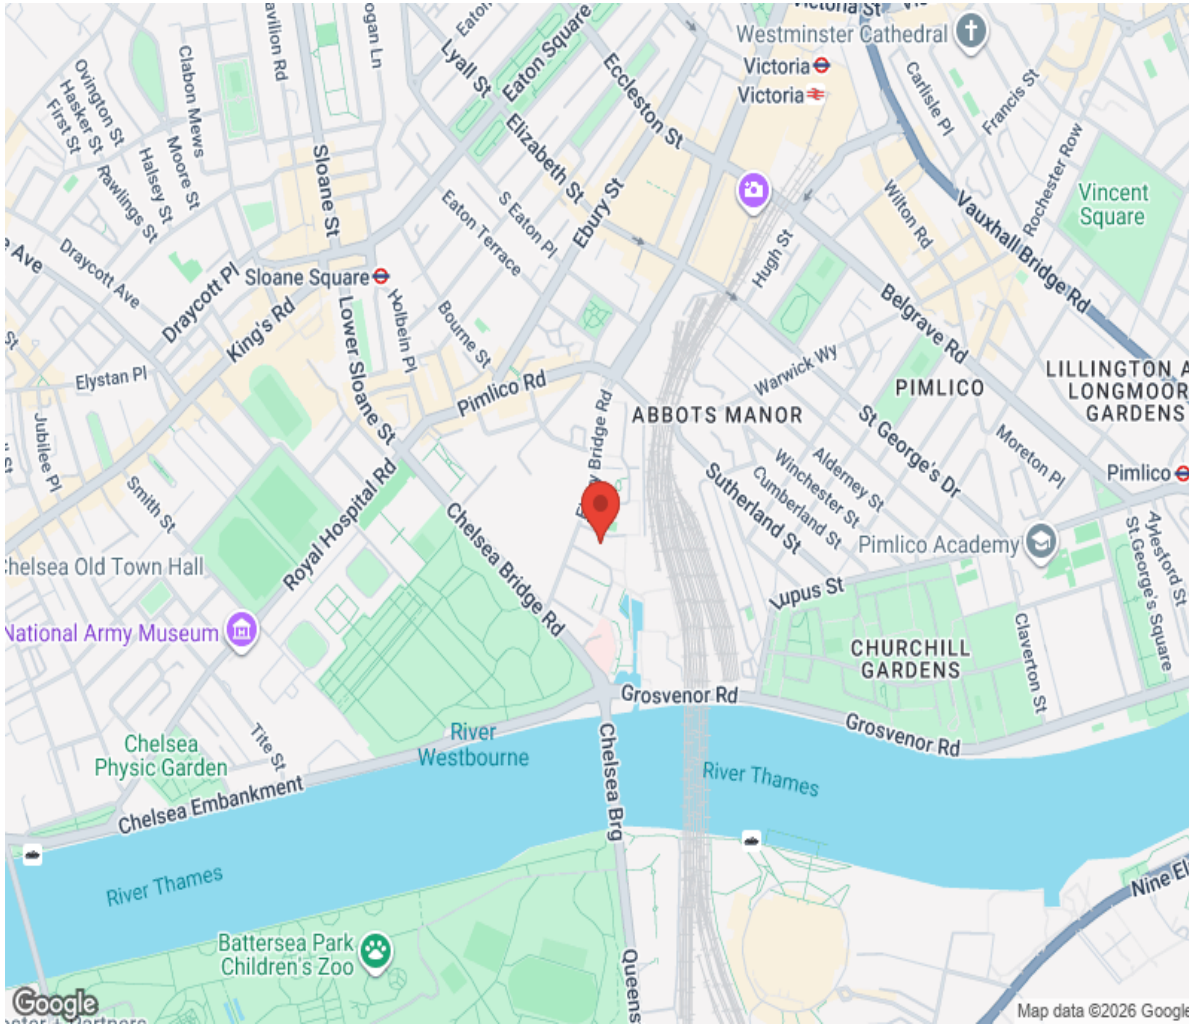 Victoria St
Westminster Cathedral
Victoria
Victoria
Eaton Square
Lyall St
Eccleston St
Elizabeth St
Carlisle Pl
Francis St
Rochester Row
Vincent
Square
Clabon Mews
Ovington St
Hasker St
First St
Moore St
Halsey St
Rawlings St
Sloane St
Eaton Terrace
S Eaton Pl
Ebury St
Wilton Rd
Vauxhall Bridge Rd
Hugh St
Draycott Ave
Draycott Pl
Sloane Square
King's Rd
Lower Sloane St
Holbein Pl
Bourne St
Belgrave Rd
Elystan Pl
Pimlico Rd
Warwick Wy
PIMLICO
LILLINGTON A
LONGMOOR
GARDENS
ABBOTS MANOR
Jubilee Pl
Smith St
Royal Hospital Rd
Bridge Rd
St George's Dr
Moreton Pl
Pimlico
Alderney St
Winchester St
Cumberland St
Sutherland St
Chelsea Bridge Rd
Pimlico Academy
Lupus St
Aylesford St
St.George's Square
helsea Old Town Hall
National Army Museum
CHURCHILL
GARDENS
Claverton St
Grosvenor Rd
Grosvenor Rd
Tite St
Chelsea
Physic Garden
River
Westbourne
Chelsea Embankment
Chelsea Brg
River Thames
River Thames
Battersea Park
Children's Zoo
Queens
Nine El
Google
Map data ©2026 Google